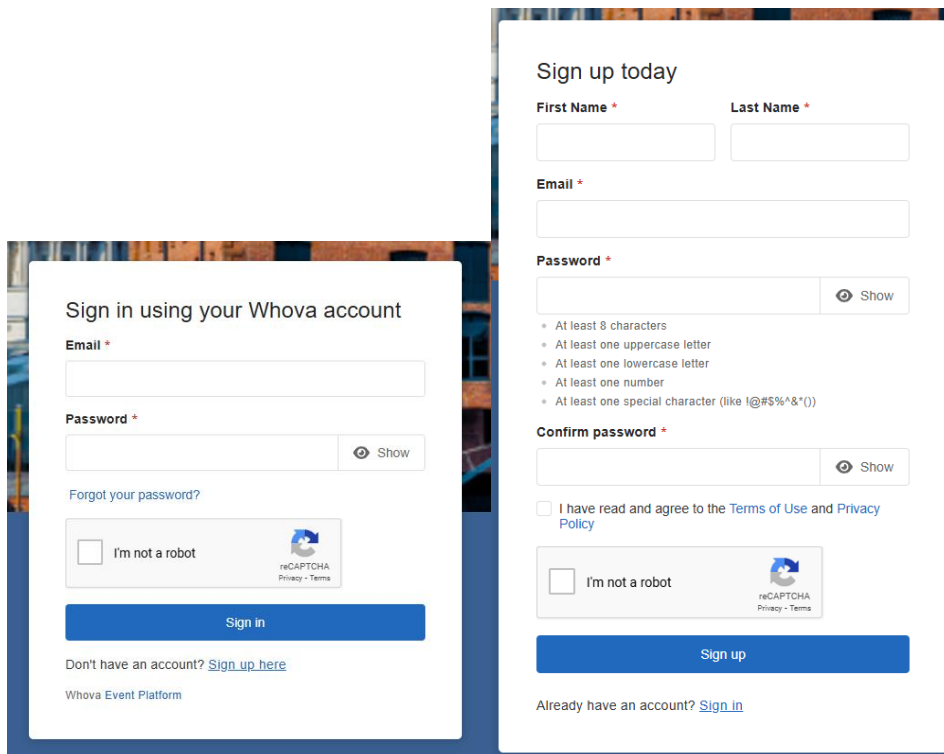 Sign in using your Whova account
Email *
Password *
Show
Forgot your password?
I'm not a robot
reCAPTCHA
Privacy - Terms
Sign in
Don't have an account? Sign up here
Whova Event Platform
Sign up today
First Name * Last Name *
Email *
Password *
Show
At least 8 characters
At least one uppercase letter
At least one lowercase letter
At least one number
At least one special character (like !@#$%^&*())
Confirm password *
Show
I have read and agree to the Terms of Use and Privacy
Policy
I'm not a robot
reCAPTCHA
Privacy - Terms
Sign up
Already have an account? Sign in